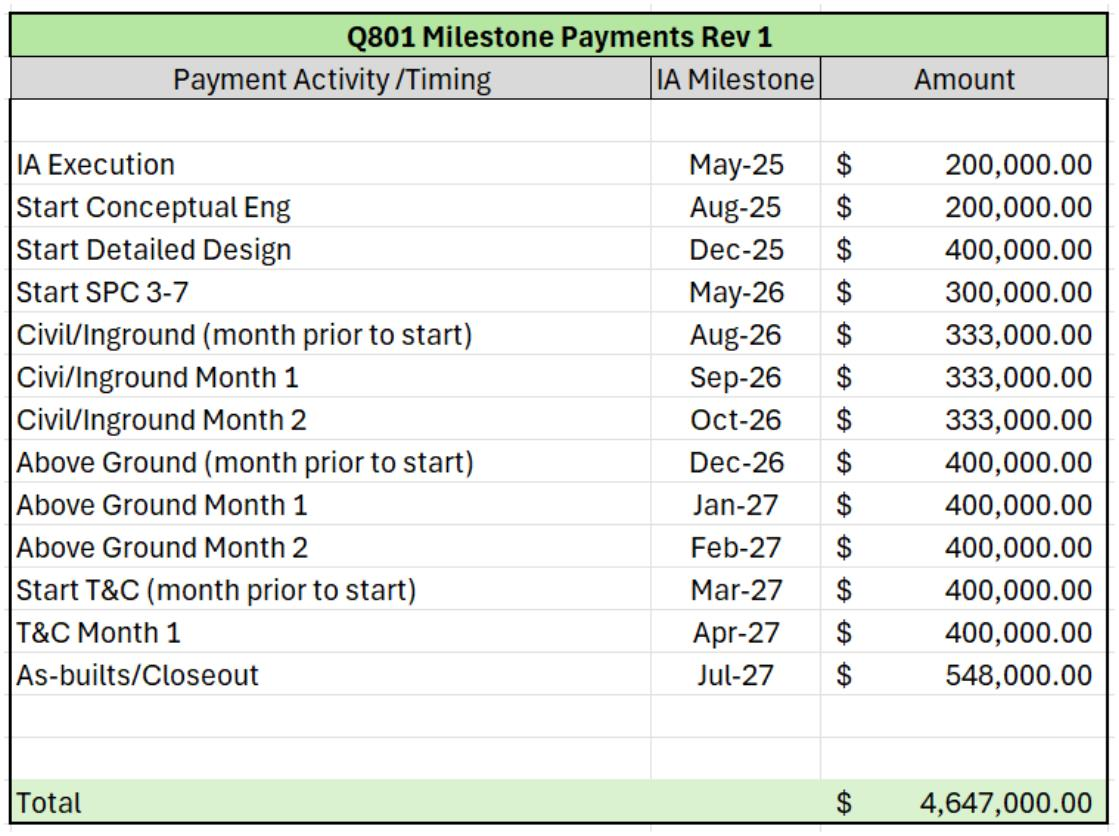 Q801 Milestone Payments Rev 1
Payment Activity /Timing IA Milestone Amount
IA Execution May-25 $ 200,000.00
Start Conceptual Eng Aug-25 $ 200,000.00
Start Detailed Design Dec-25 $ 400,000.00
Start SPC 3-7 May-26 $ 300,000.00
Civil/Inground (month prior to start) Aug-26 $ 333,000.00
Civi/Inground Month 1 Sep-26 $ 333,000.00
Civil/Inground Month 2 Oct-26 $ 333,000.00
Above Ground (month prior to start) Dec-26 $ 400,000.00
Above Ground Month 1 Jan-27 $ 400,000.00
Above Ground Month 2 Feb-27 $ 400,000.00
Start T&C (month prior to start) Mar-27 $ 400,000.00
T&C Month 1 Apr-27 $ 400,000.00
As-builts/Closeout Jul-27 $ 548,000.00
Total $ 4,647,000.00